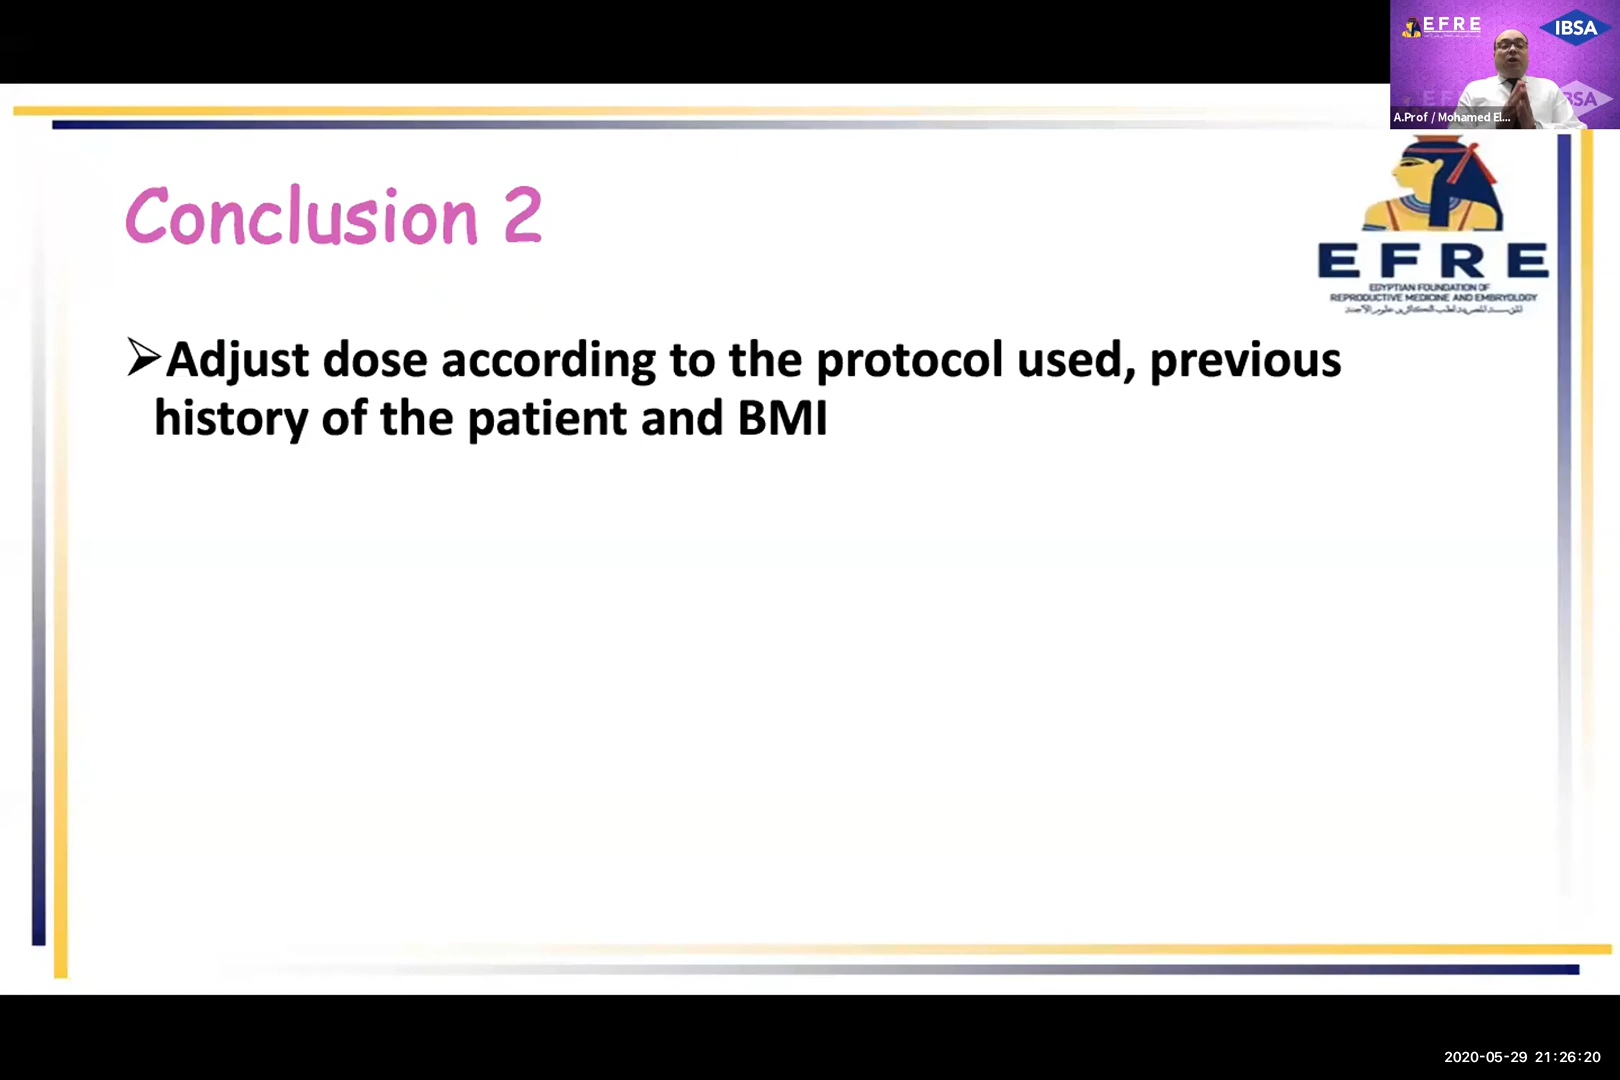 EFRE
IBSA
A.Prof / Mohamed El...
Conclusion 2
EFRE
EGYPTIAN FOUNDATION OF
REPRODUCTIVE MEDICINE AND EMBRYOLOGY
➢Adjust dose according to the protocol used, previous
history of the patient and BMI
2020-05-29 21:26:20